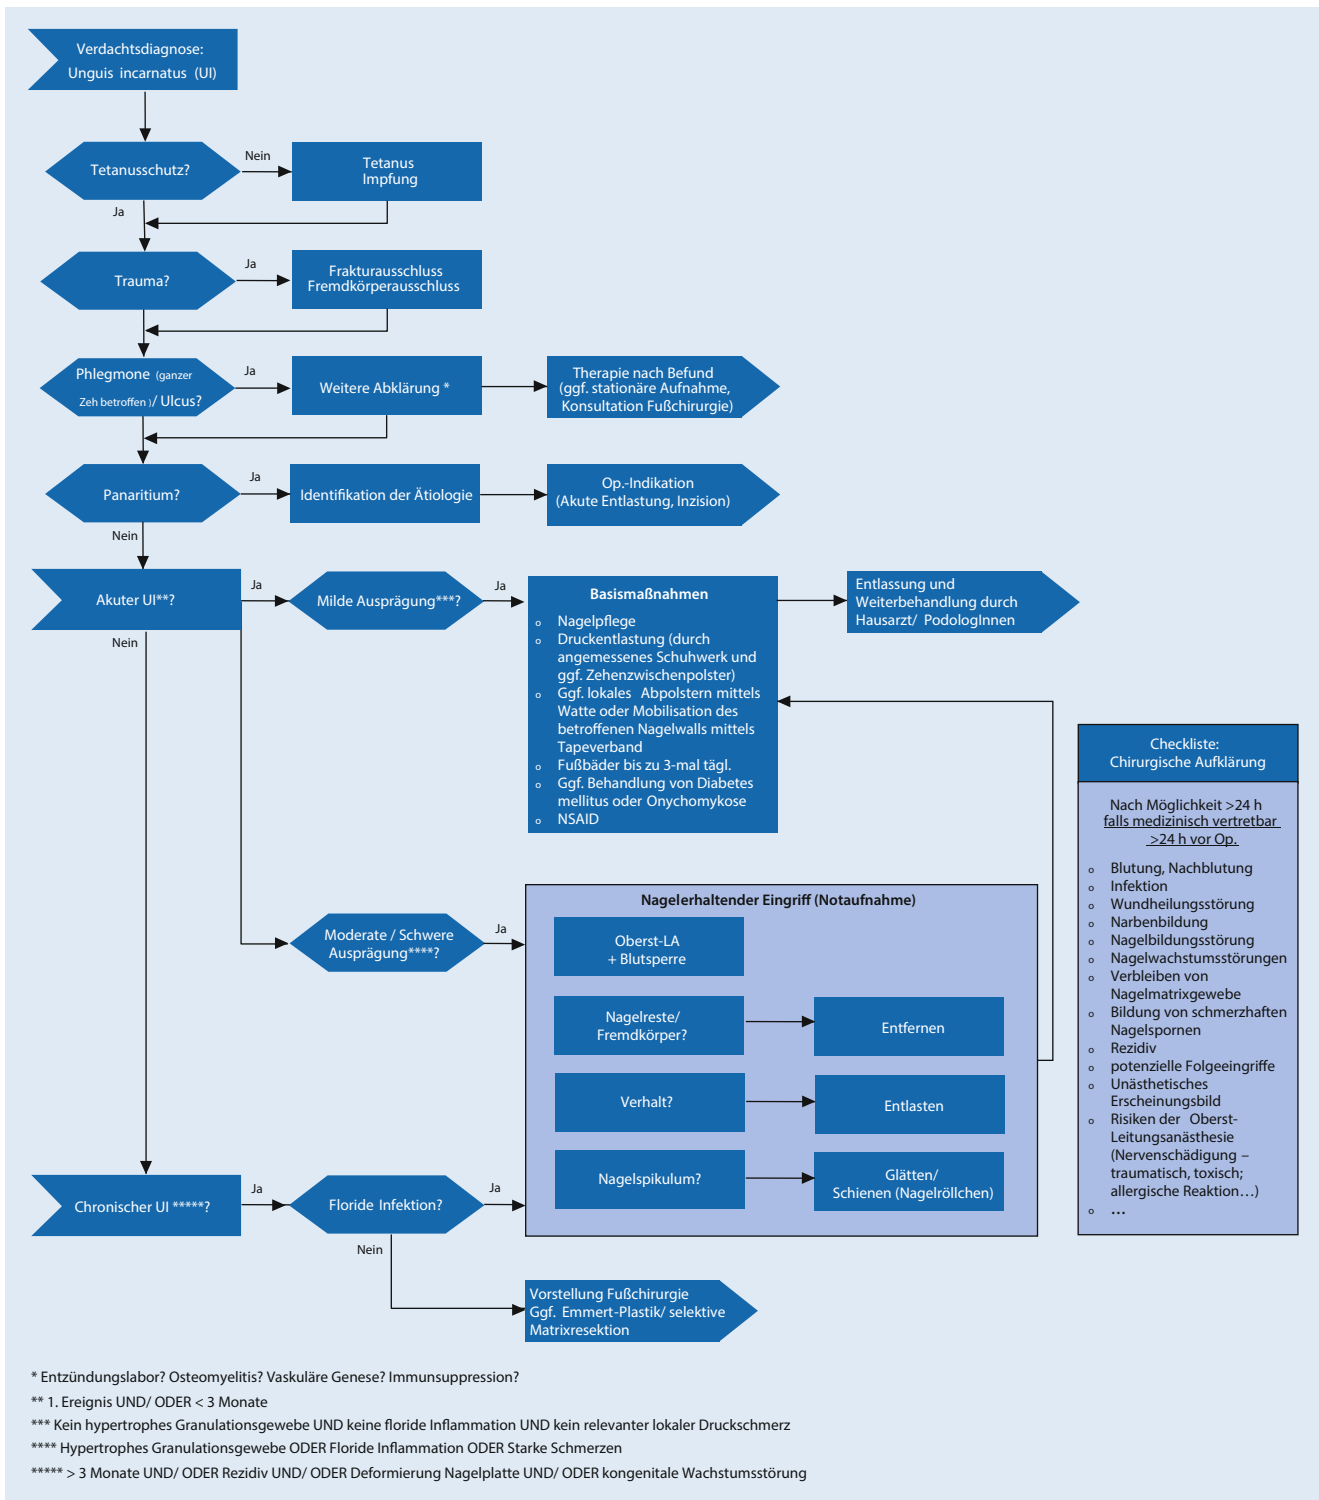 Verdachtsdiagnose:
Unguis incarnatus (UI)
Tetanusschutz?
Nein
Tetanus
Impfung
Ja
Trauma?
Ja
Frakturausschluss
Fremdkörperausschluss
Phlegmone (ganzer
Zeh betroffen )/ Ulcus?
Ja
Weitere Abklärung *
Therapie nach Befund
(ggf. stationäre Aufnahme,
Konsultation Fußchirurgie)
Panaritium?
Ja
Identifikation der Ätiologie
Op.-Indikation
(Akute Entlastung, Inzision)
Nein
Akuter UI**?
Ja
Milde Ausprägung***?
Ja
Basismaßnahmen
o Nagelpflege
o Druckentlastung (durch
angemessenes Schuhwerk und
ggf. Zehenzwischenpolster)
o Ggf. lokales Abpolstern mittels
Watte oder Mobilisation des
betroffenen Nagelwalls mittels
Tapeverband
o Fußbäder bis zu 3-mal tägl.
o Ggf. Behandlung von Diabetes
mellitus oder Onychomykose
o NSAID
Entlassung und
Weiterbehandlung durch
Hausarzt/ PodologInnen
Nein
Moderate / Schwere
Ausprägung****?
Ja
Nagelerhaltender Eingriff (Notaufnahme)
Oberst-LA
+ Blutsperre
Nagelreste/
Fremdkörper?
Entfernen
Verhalt?
Entlasten
Nagelspikulum?
Glätten/
Schienen (Nagelröllchen)
Checkliste:
Chirurgische Aufklärung
Nach Möglichkeit >24 h
falls medizinisch vertretbar
>24 h vor Op.
o Blutung, Nachblutung
o Infektion
o Wundheilungsstörung
o Narbenbildung
o Nagelbildungsstörung
o Nagelwachstumsstörungen
o Verbleiben von
Nagelmatrixgewebe
o Bildung von schmerzhaften
Nagelspornen
o Rezidiv
o potenzielle Folgeeingriffe
o Unästhetisches
Erscheinungsbild
o Risiken der Oberst-
Leitungsanästhesie
(Nervenschädigung –
traumatisch, toxisch;
allergische Reaktion…)
o …
Chronischer UI *****?
Ja
Floride Infektion?
Ja
Nein
Vorstellung Fußchirurgie
Ggf. Emmert-Plastik/ selektive
Matrixresektion
* Entzündungslabor? Osteomyelitis? Vaskuläre Genese? Immunsuppression?
** 1. Ereignis UND/ ODER < 3 Monate
*** Kein hypertrophes Granulationsgewebe UND keine floride Inflammation UND kein relevanter lokaler Druckschmerz
**** Hypertrophes Granulationsgewebe ODER Floride Inflammation ODER Starke Schmerzen
***** > 3 Monate UND/ ODER Rezidiv UND/ ODER Deformierung Nagelplatte UND/ ODER kongenitale Wachstumsstörung